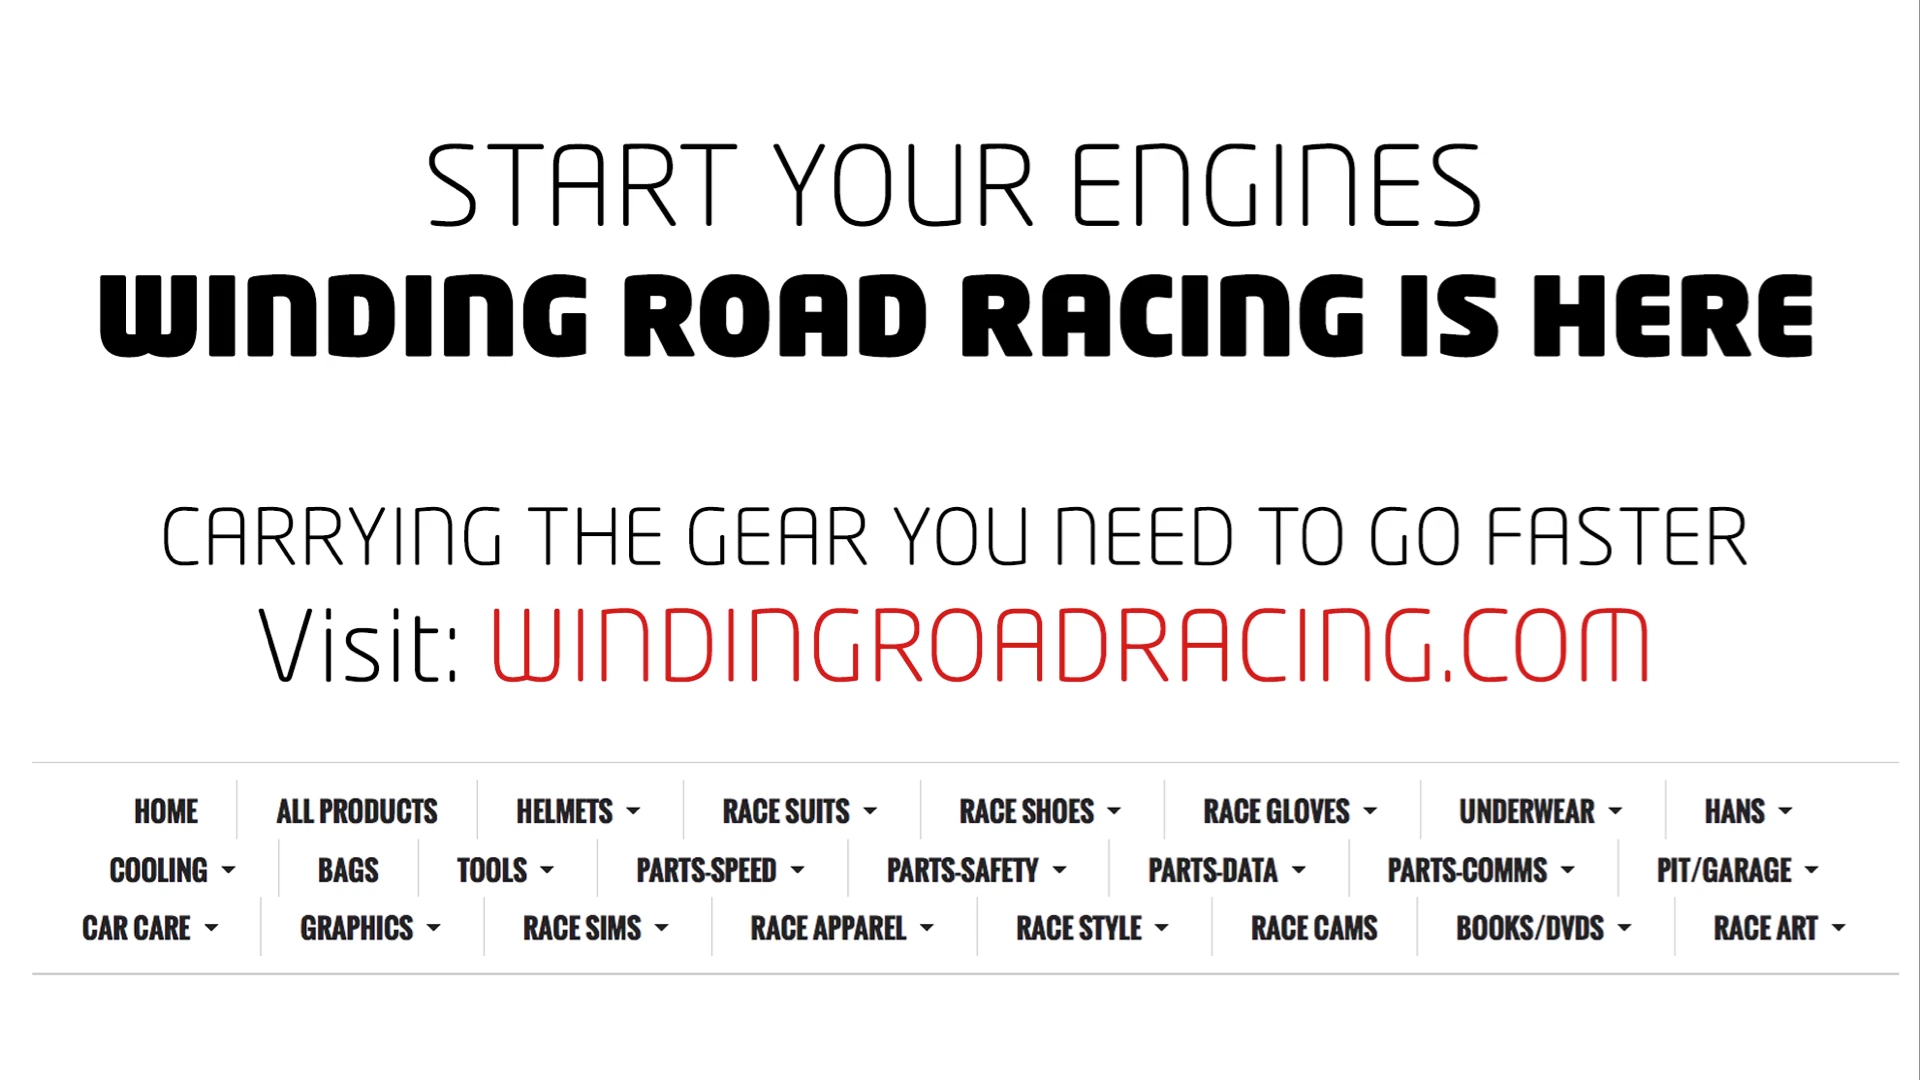 START YOUR ENGINES
WINDING ROAD RACING IS HERE
CARRYING THE GEAR YOU NEED TO GO FASTER
Visit: WINDINGROADRACING.COM
HOME ALL PRODUCTS HELMETS RACE SUITS RACE SHOES RACE GLOVES UNDERWEAR HANS
COOLING BAGS TOOLS PARTS-SPEED PARTS-SAFETY PARTS-DATA PARTS-COMMS PIT/GARAGE
CAR CARE GRAPHICS RACE SIMS RACE APPAREL RACE STYLE RACE CAMS BOOKS/DVDS RACE ART